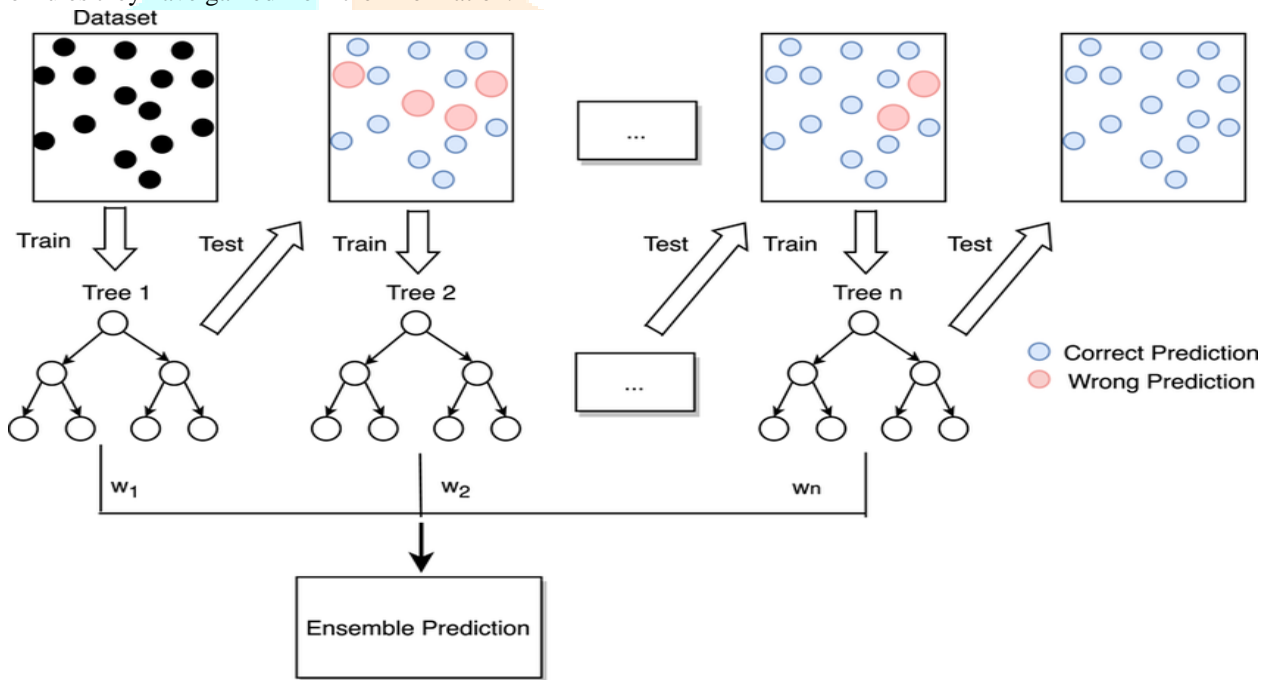 Dataset
...
Train
Test
Train
Test
Train
Test
Tree 1
Tree 2
Tree n
...
Correct Prediction
Wrong Prediction
w1
w2
wn
Ensemble Prediction